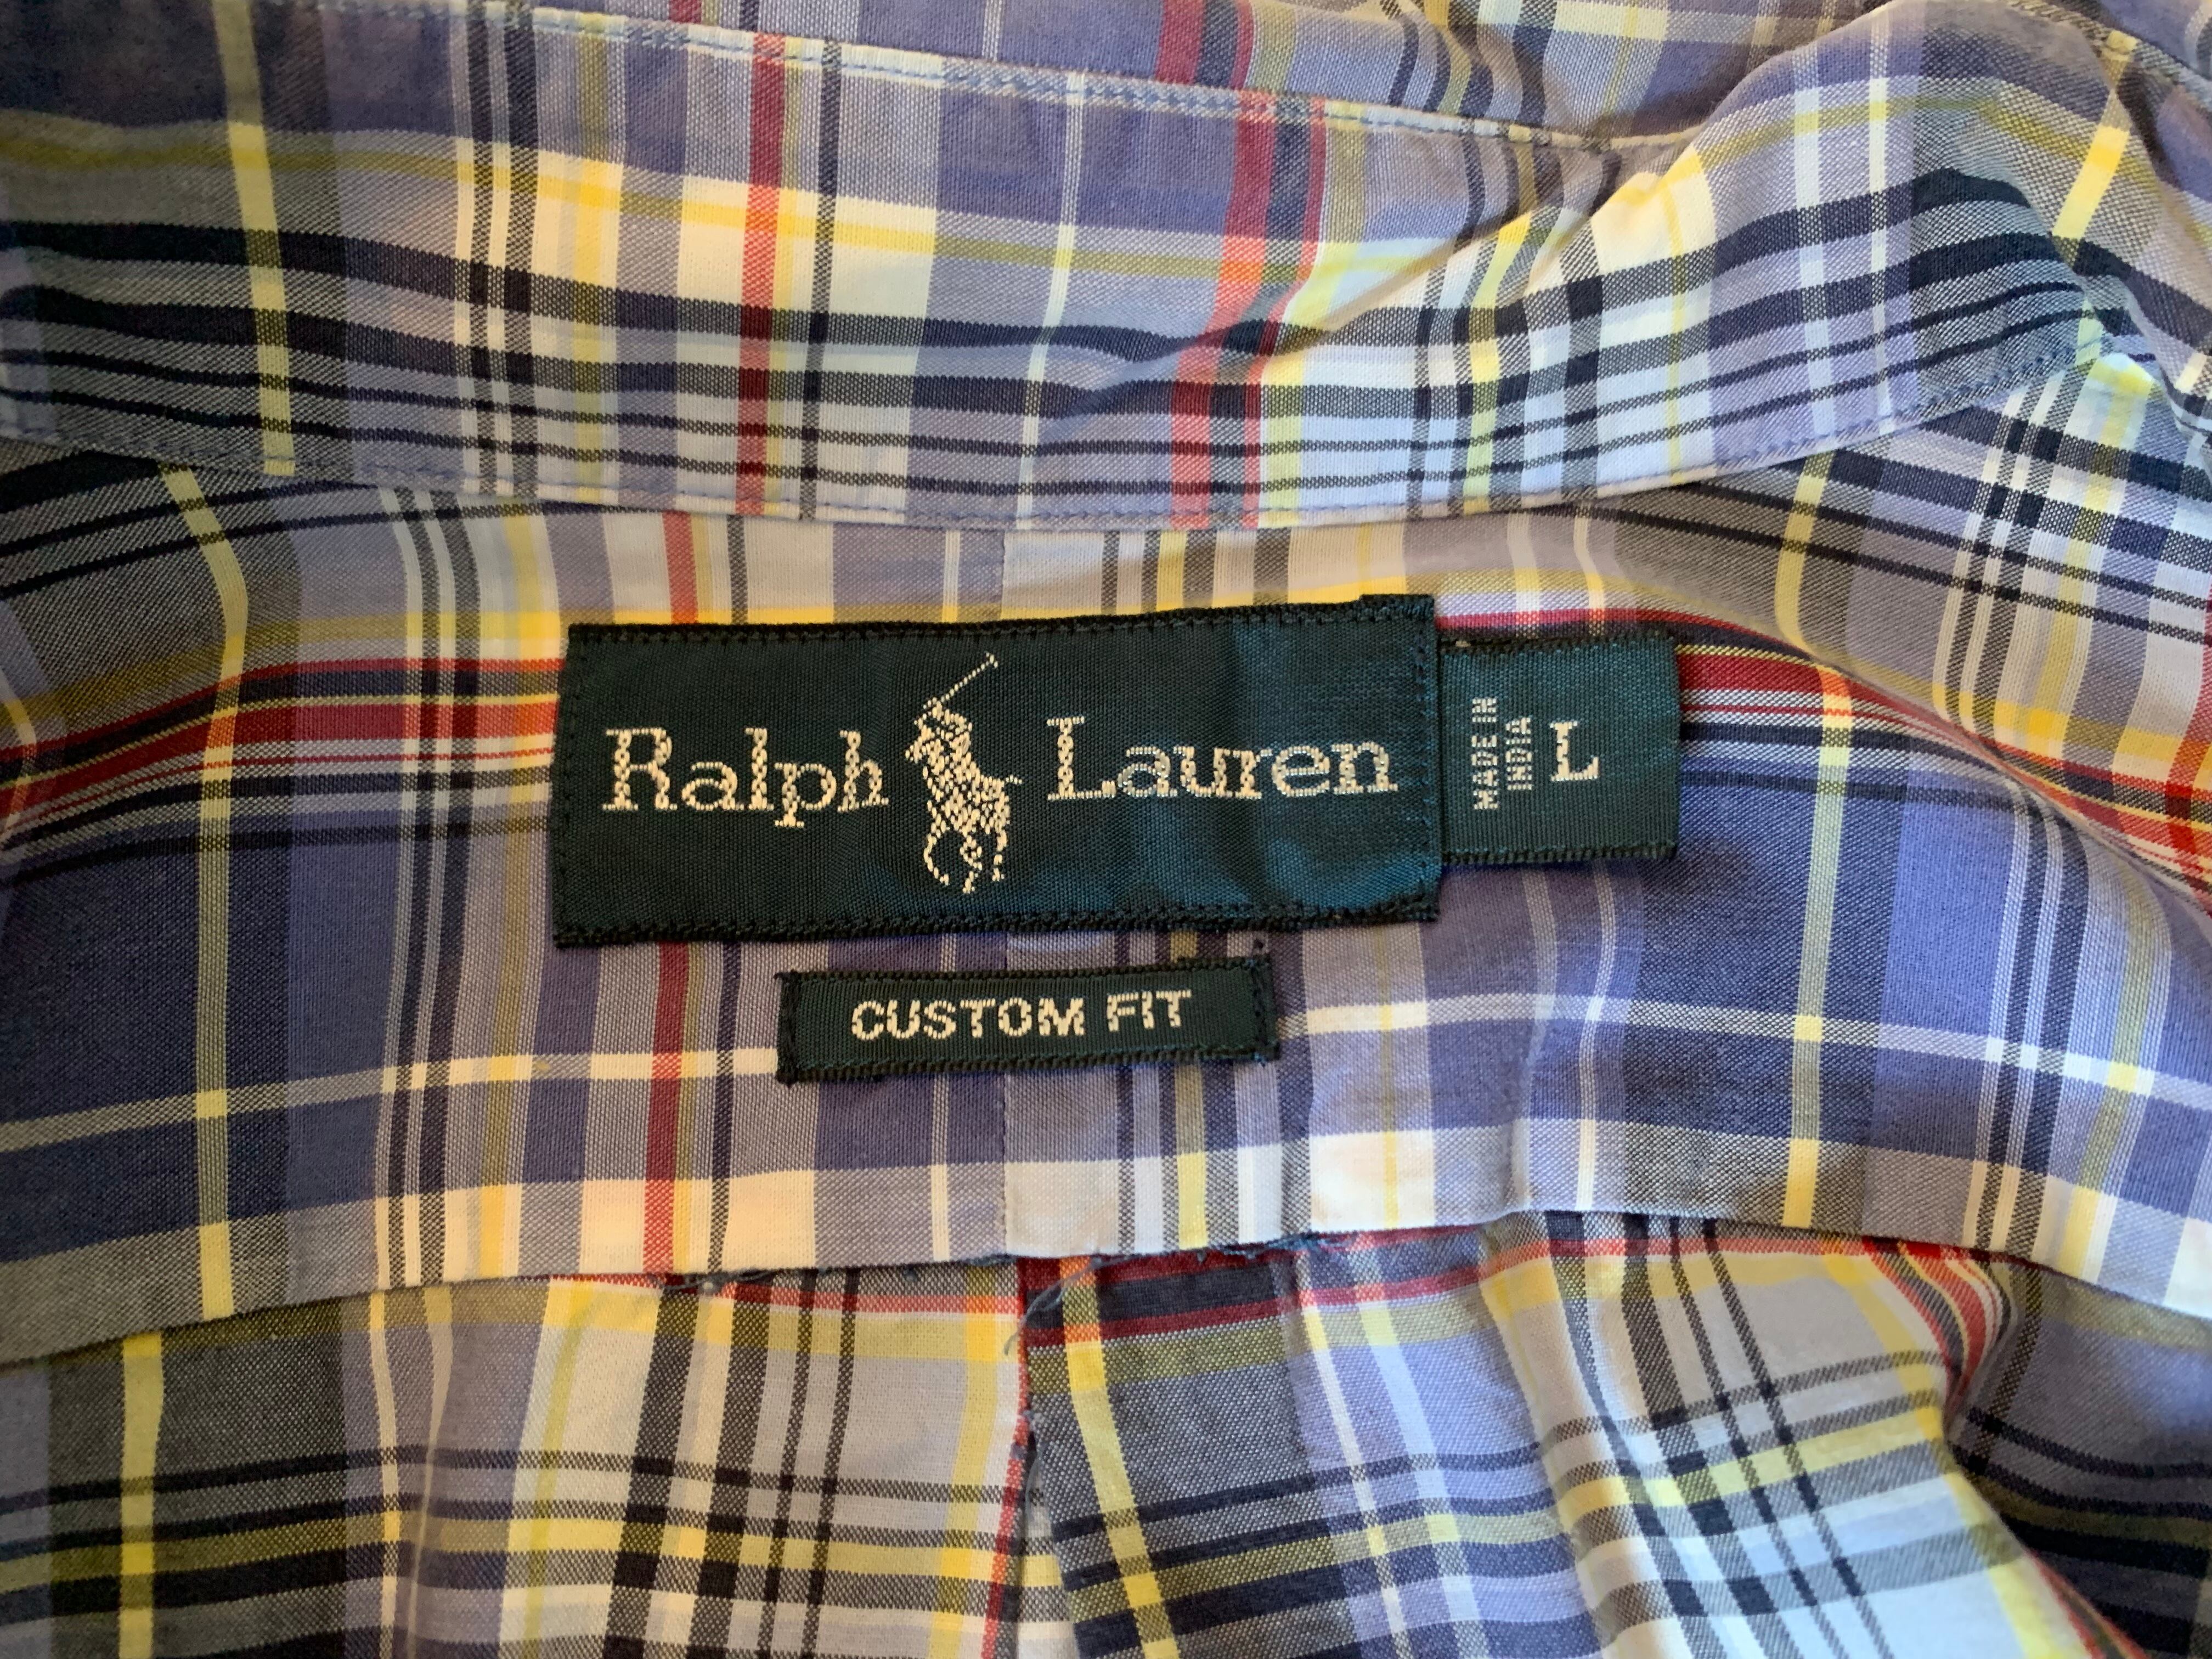 Ralph Lauren
MADE IN
INDIA
L
CUSTOM FIT